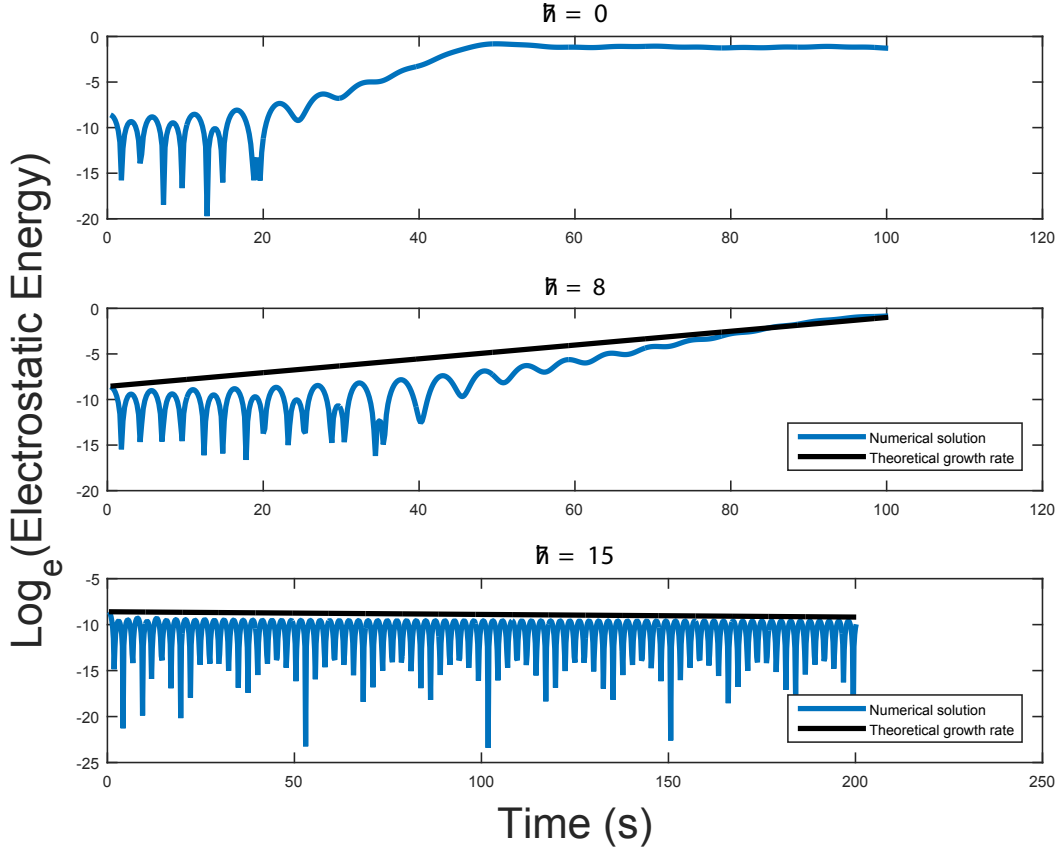 ħ = 0
0
-5
-10
-15
-20
0 20 40 60 80 100 120
ħ = 8
0
-5
-10
-15
-20
0 20 40 60 80 100 120
Numerical solution
Theoretical growth rate
ħ = 15
-5
-10
-15
-20
-25
0 50 100 150 200 250
Numerical solution
Theoretical growth rate
Log_e(Electrostatic Energy)
Time (s)